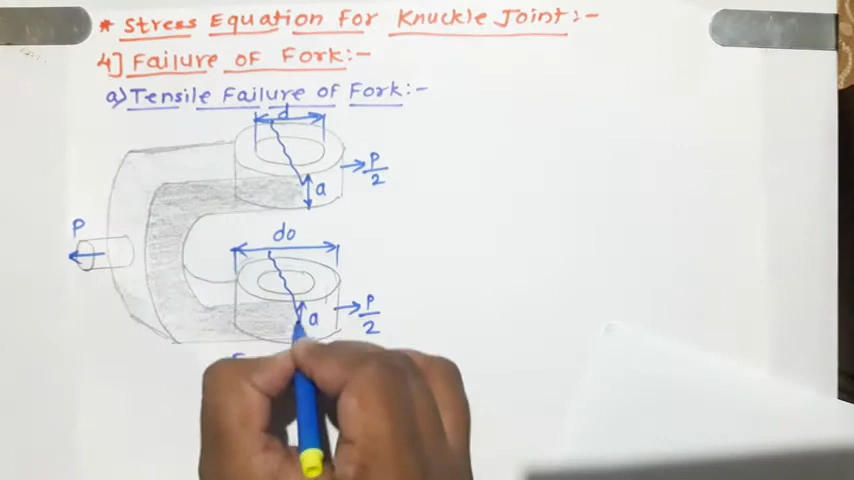 * Stress Equation For Knuckle Joint:-
4] Failure of Fork:-
a) Tensile Failure of Fork:-
d
P/2
a
P
do
P/2
a